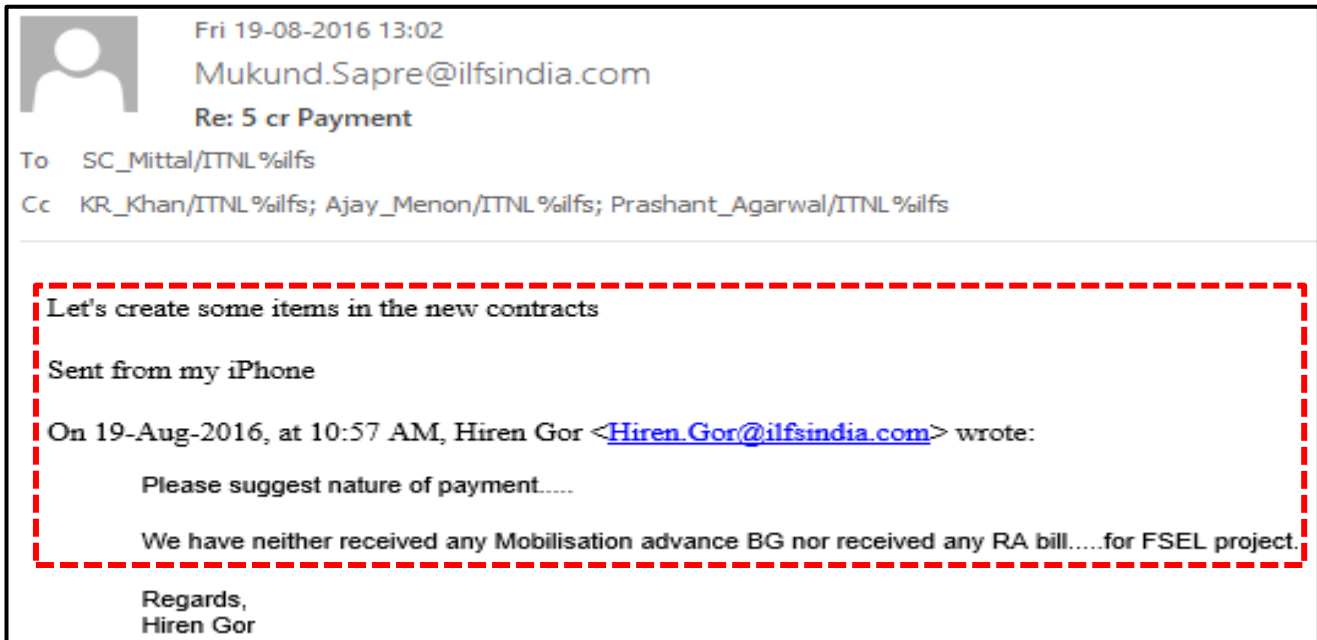 Fri 19-08-2016 13:02
Mukund.Sapre@ilfsindia.com
Re: 5 cr Payment
To SC_Mittal/ITNL%ilfs
Cc KR_Khan/ITNL%ilfs; Ajay_Menon/ITNL%ilfs; Prashant_Agarwal/ITNL%ilfs
Let's create some items in the new contracts
Sent from my iPhone
On 19-Aug-2016, at 10:57 AM, Hiren Gor <Hiren.Gor@ilfsindia.com> wrote:
Please suggest nature of payment.....
We have neither received any Mobilisation advance BG nor received any RA bill.....for FSEL project.
Regards,
Hiren Gor